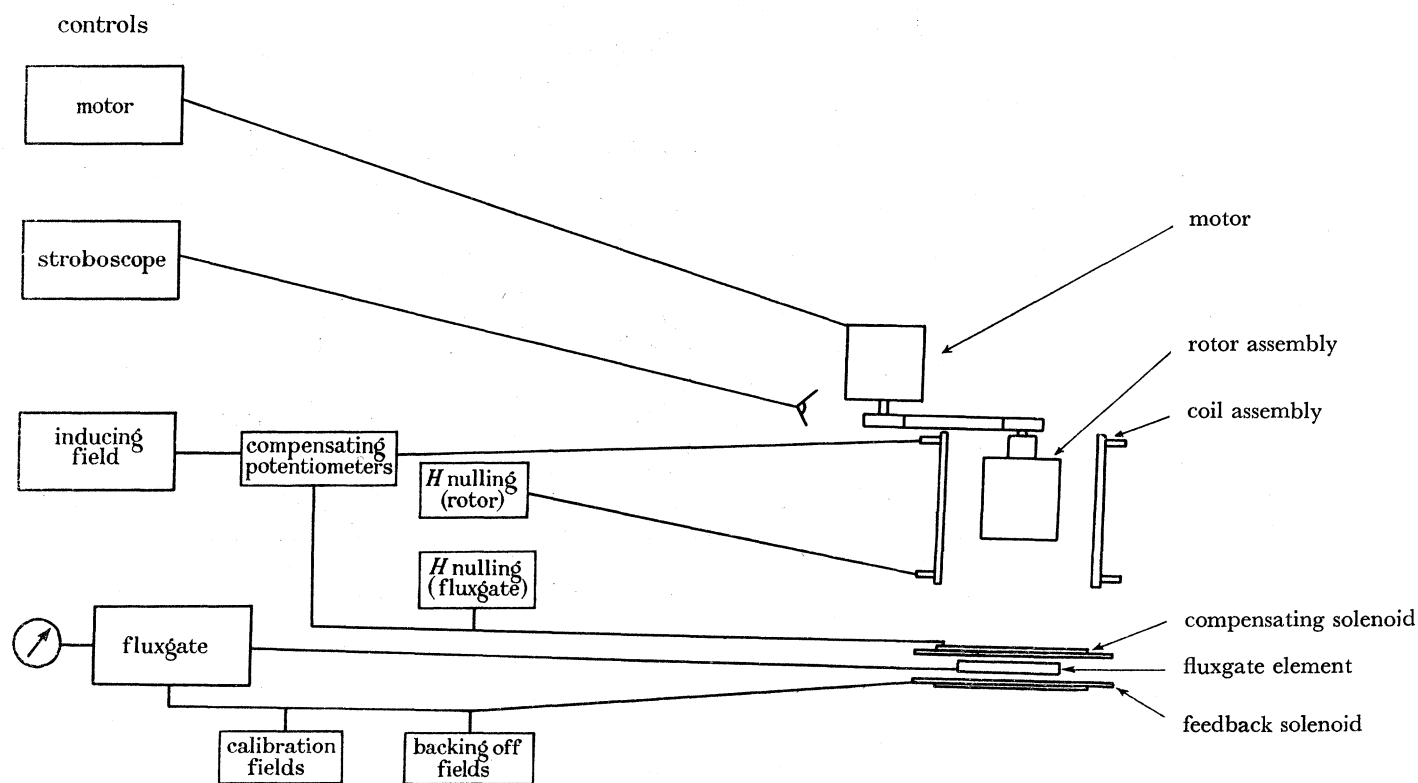 controls
motor
stroboscope
motor
rotor assembly
coil assembly
inducing
field
compensating
potentiometers
H nulling
(rotor)
H nulling
(fluxgate)
fluxgate
compensating solenoid
fluxgate element
feedback solenoid
calibration
fields
backing off
fields